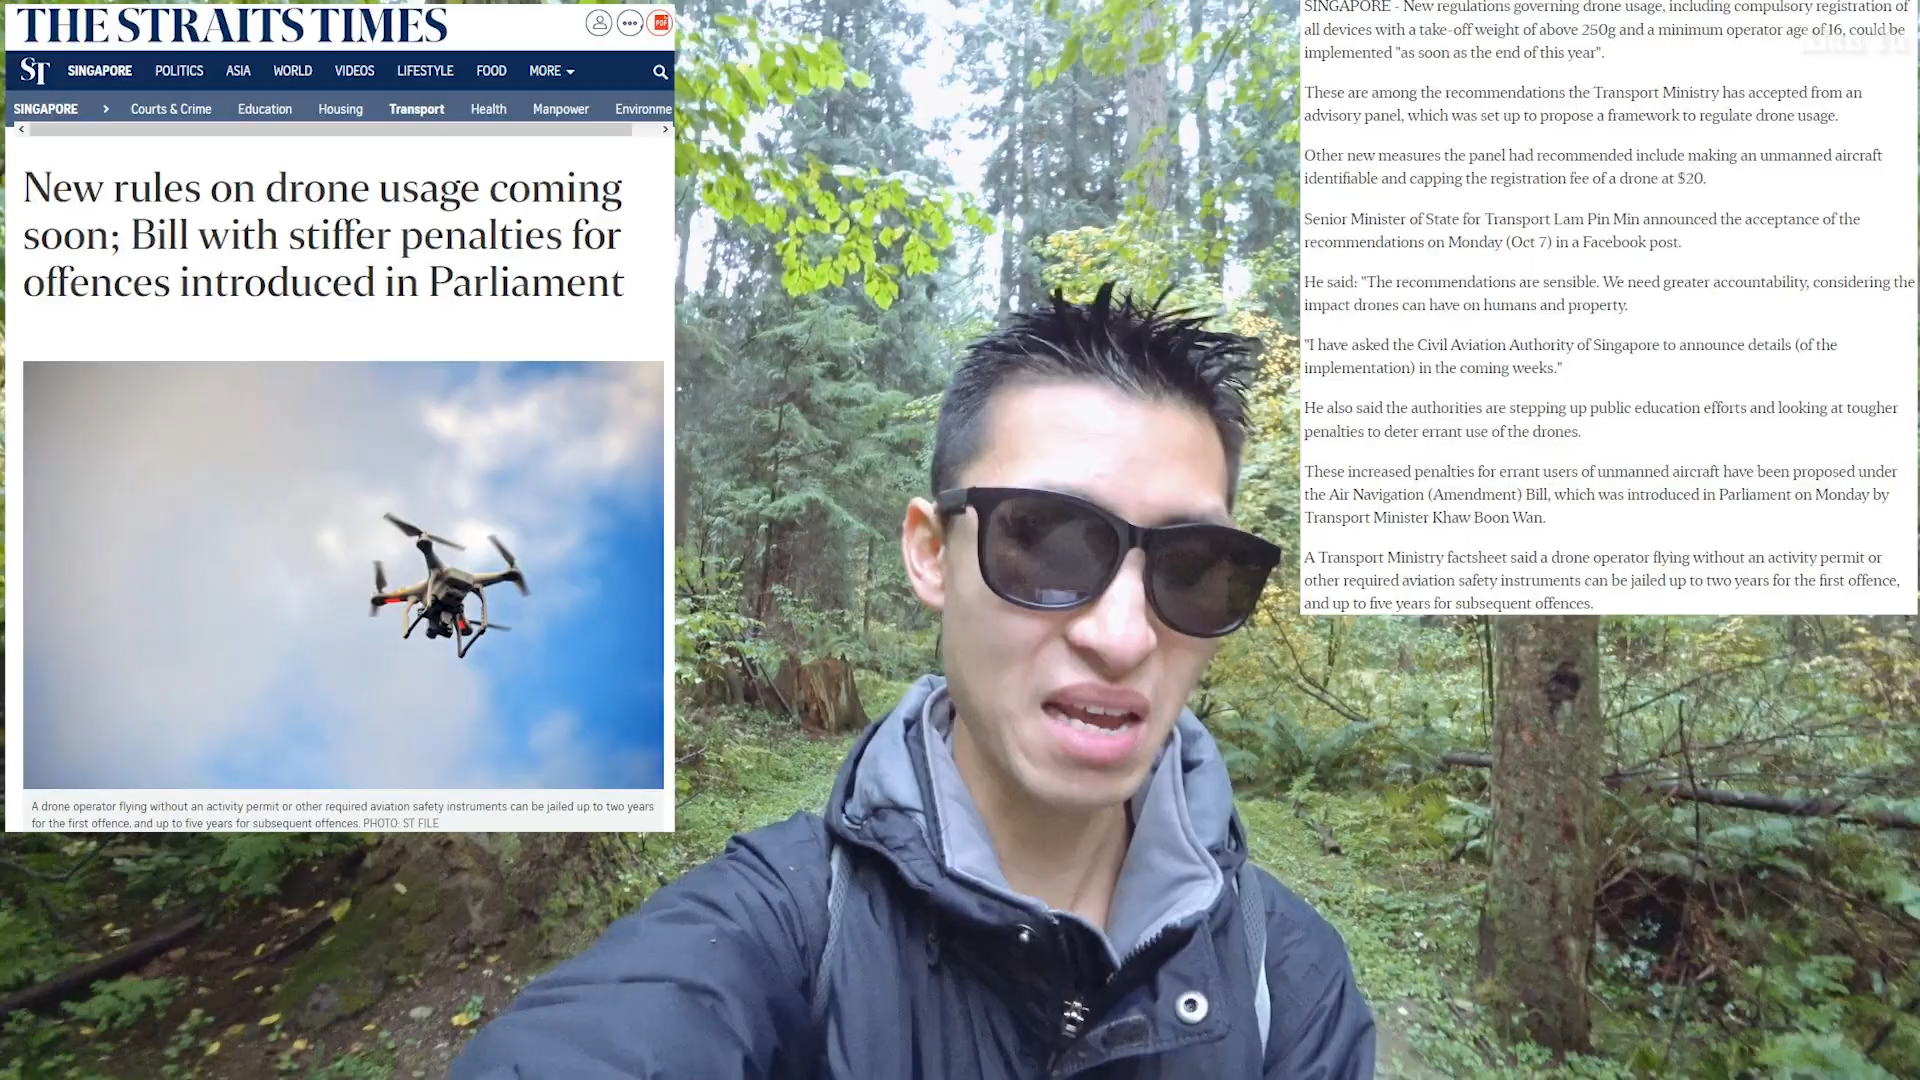 THE STRAITS TIMES
PDF
ST SINGAPORE POLITICS ASIA WORLD VIDEOS LIFESTYLE FOOD MORE
SINGAPORE > Courts & Crime Education Housing Transport Health Manpower Environme
New rules on drone usage coming
soon; Bill with stiffer penalties for
offences introduced in Parliament
A drone operator flying without an activity permit or other required aviation safety instruments can be jailed up to two years
for the first offence, and up to five years for subsequent offences. PHOTO: ST FILE
SINGAPORE - New regulations governing drone usage, including compulsory registration of
all devices with a take-off weight of above 250g and a minimum operator age of 16, could be
implemented "as soon as the end of this year".
These are among the recommendations the Transport Ministry has accepted from an
advisory panel, which was set up to propose a framework to regulate drone usage.
Other new measures the panel had recommended include making an unmanned aircraft
identifiable and capping the registration fee of a drone at $20.
Senior Minister of State for Transport Lam Pin Min announced the acceptance of the
recommendations on Monday (Oct 7) in a Facebook post.
He said: "The recommendations are sensible. We need greater accountability, considering the
impact drones can have on humans and property.
"I have asked the Civil Aviation Authority of Singapore to announce details (of the
implementation) in the coming weeks."
He also said the authorities are stepping up public education efforts and looking at tougher
penalties to deter errant use of the drones.
These increased penalties for errant users of unmanned aircraft have been proposed under
the Air Navigation (Amendment) Bill, which was introduced in Parliament on Monday by
Transport Minister Khaw Boon Wan.
A Transport Ministry factsheet said a drone operator flying without an activity permit or
other required aviation safety instruments can be jailed up to two years for the first offence,
and up to five years for subsequent offences.